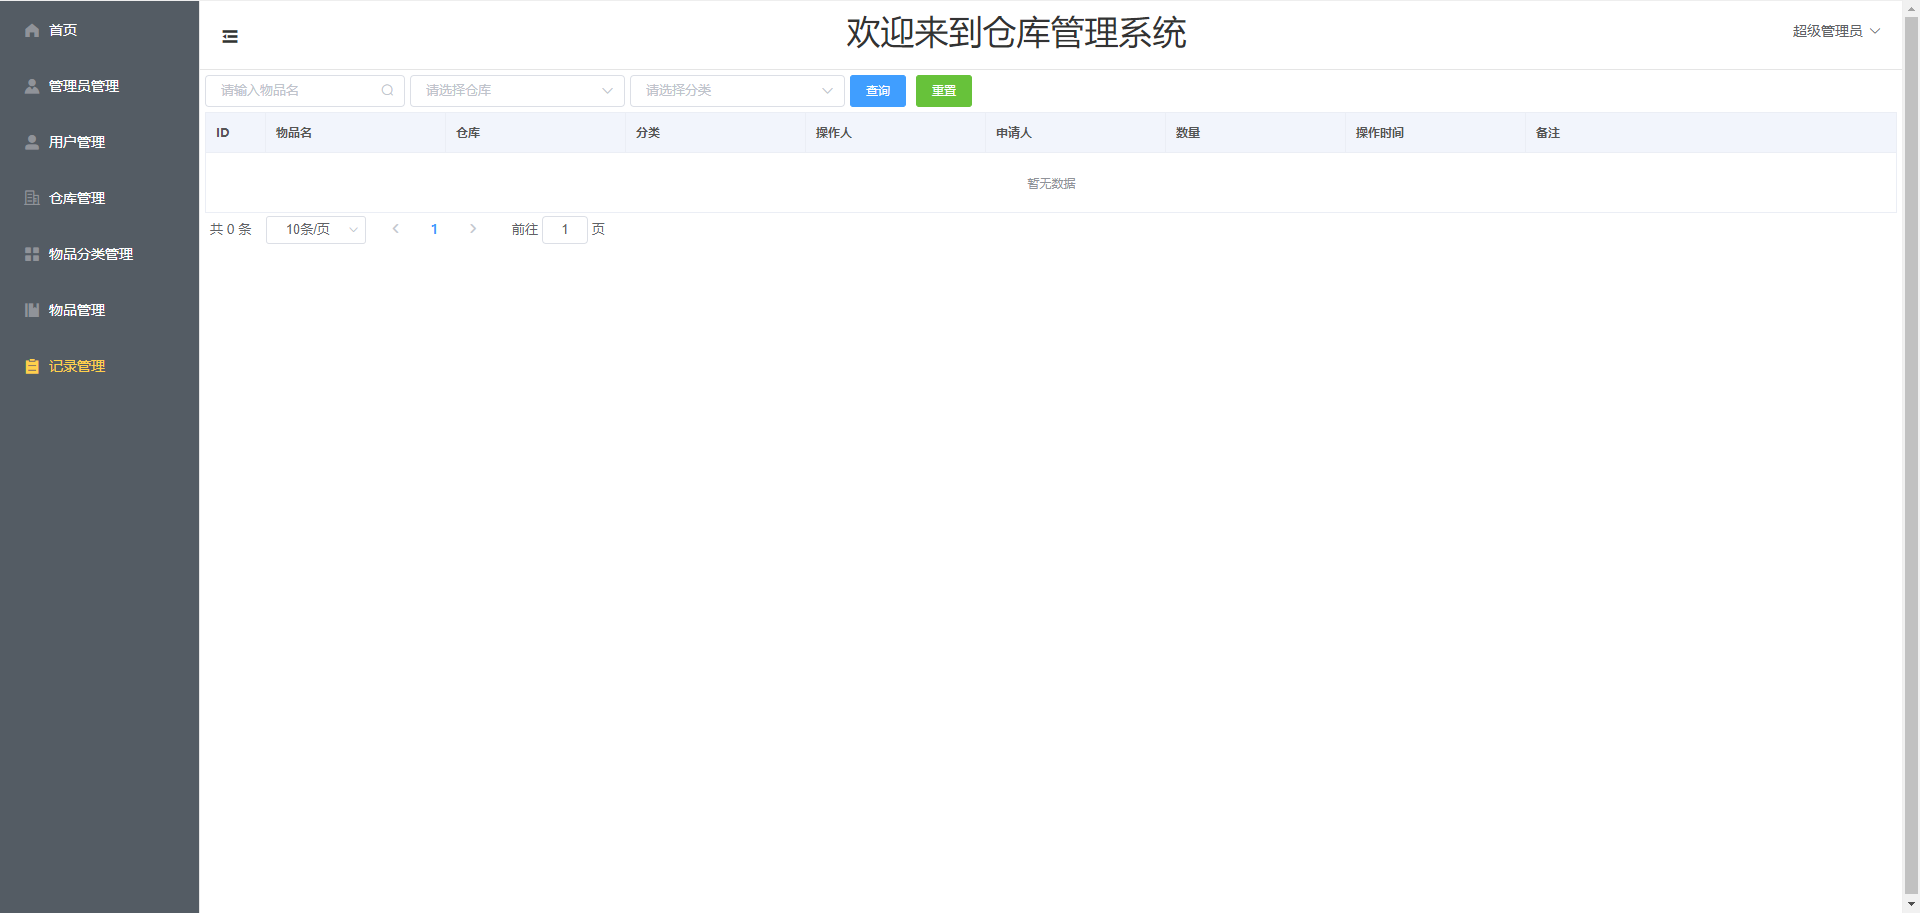 首页
管理员管理
用户管理
仓库管理
物品分类管理
物品管理
记录管理
欢迎来到仓库管理系统
超级管理员
请输入物品名 请选择仓库 请选择分类 查询 重置
ID 物品名 仓库 分类 操作人 申请人 数量 操作时间 备注
暂无数据
共 0 条 10条/页 1 前往 1 页